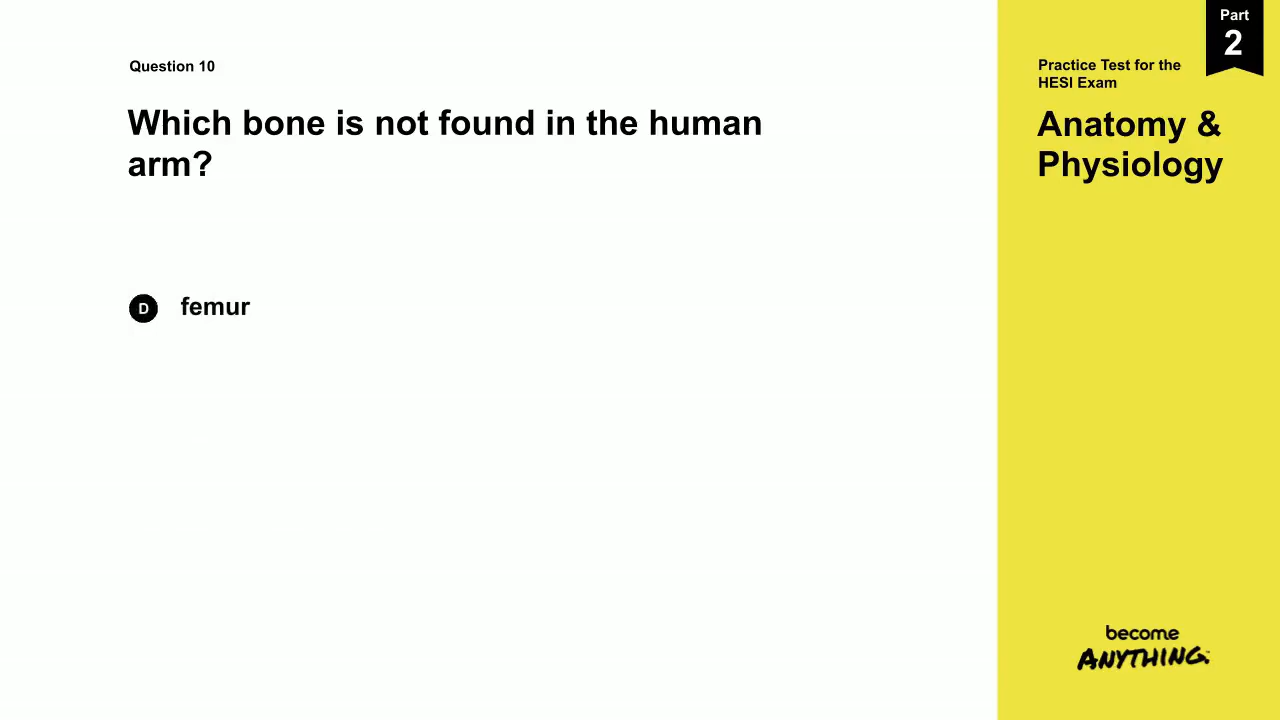 Question 10
Which bone is not found in the human
arm?
D femur
Part
2
Practice Test for the
HESI Exam
Anatomy &
Physiology
become
ANYTHING.